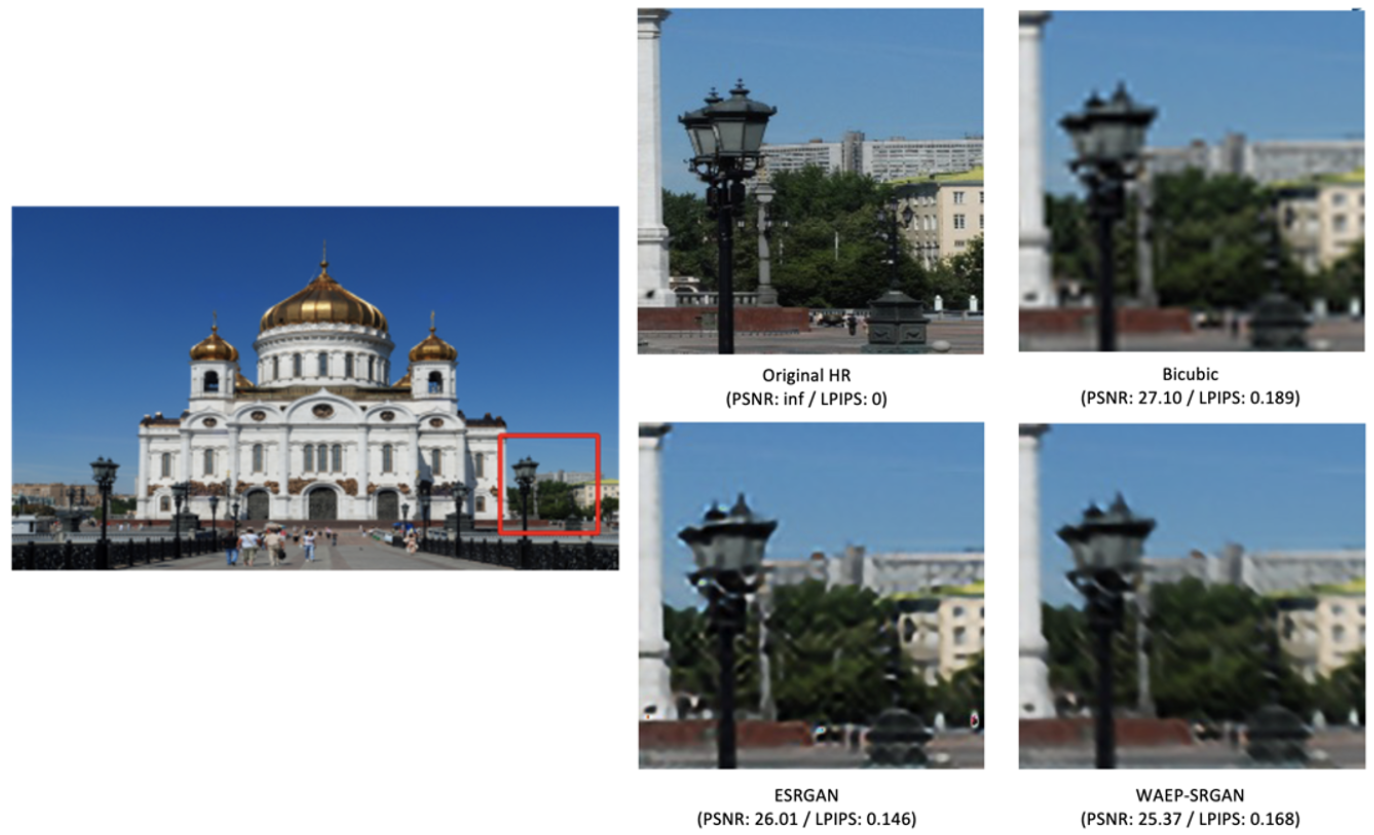 Original HR
(PSNR: inf / LPIPS: 0)
Bicubic
(PSNR: 27.10 / LPIPS: 0.189)
ESRGAN
(PSNR: 26.01 / LPIPS: 0.146)
WAEP-SRGAN
(PSNR: 25.37 / LPIPS: 0.168)